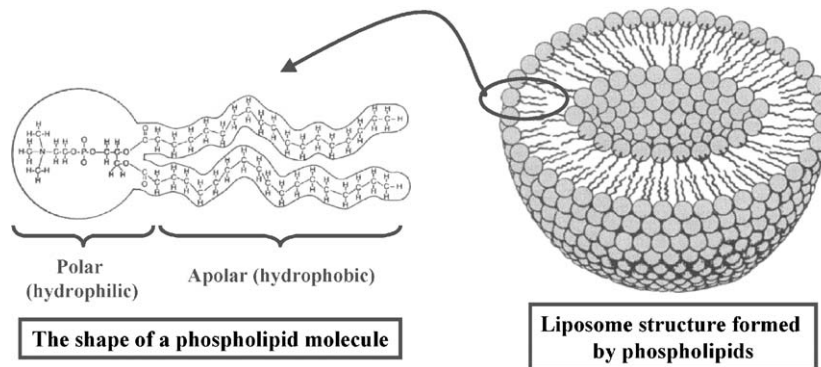 Polar
(hydrophilic)
Apolar (hydrophobic)
The shape of a phospholipid molecule
Liposome structure formed
by phospholipids